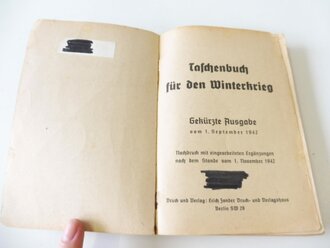 Taschenbuch
für den Winterkrieg
Gekürzte Ausgabe
vom 1. September 1942
Nachdruck mit eingearbeiteten Ergänzungen
nach dem Stande vom 1. November 1942
Druck und Verlag: Erich Zander Druck- und Verlagshaus
Berlin SW 29